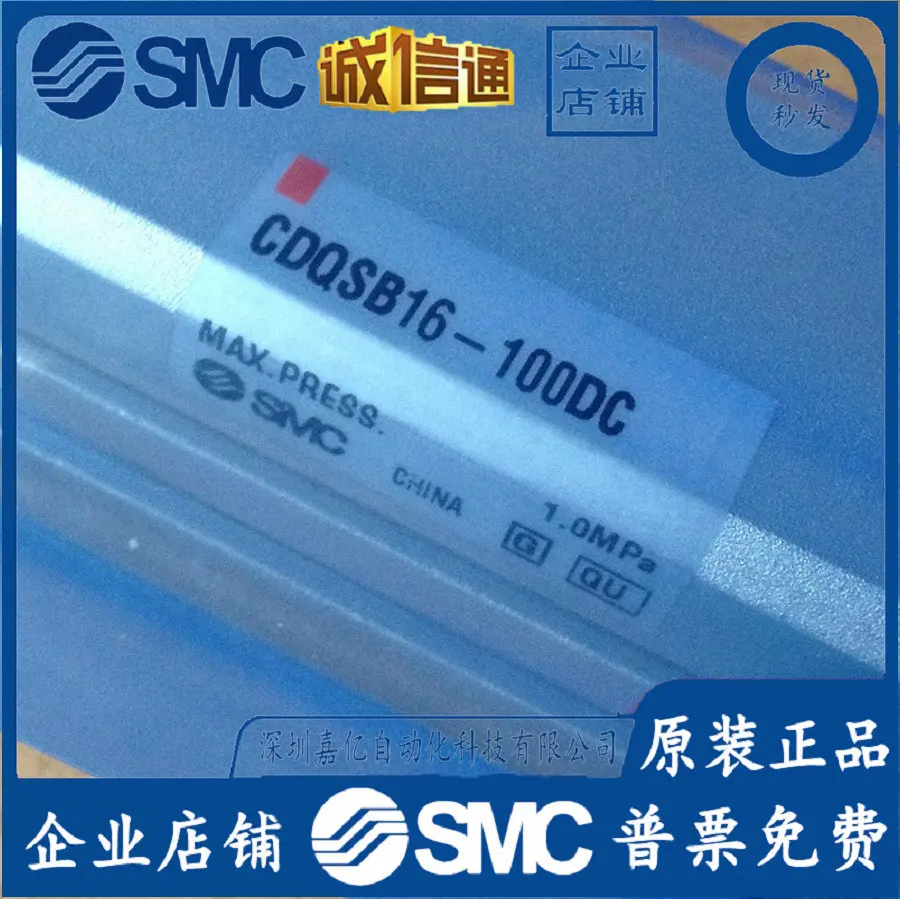 SMC 诚信通
企业
店铺
现货
秒发
CDQSB16-100DC
MAX.PRESS. 1.0MPa
SMC CHINA G QU
深圳嘉亿自动化科技有限公司
原装正品
企业店铺 SMC 普票免费